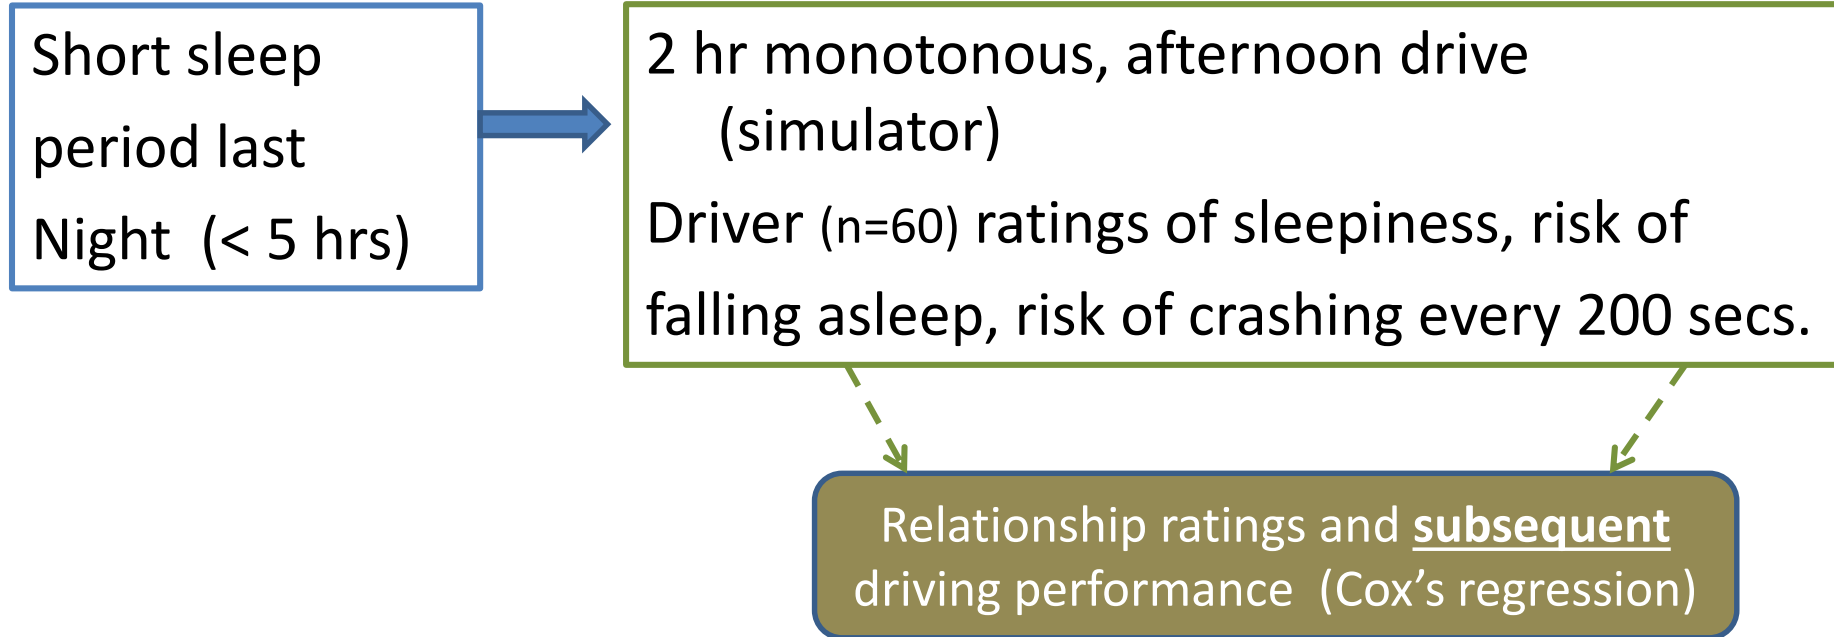 Short sleep
period last
Night (< 5 hrs)
2 hr monotonous, afternoon drive
(simulator)
Driver (n=60) ratings of sleepiness, risk of
falling asleep, risk of crashing every 200 secs.
Relationship ratings and subsequent
driving performance (Cox’s regression)